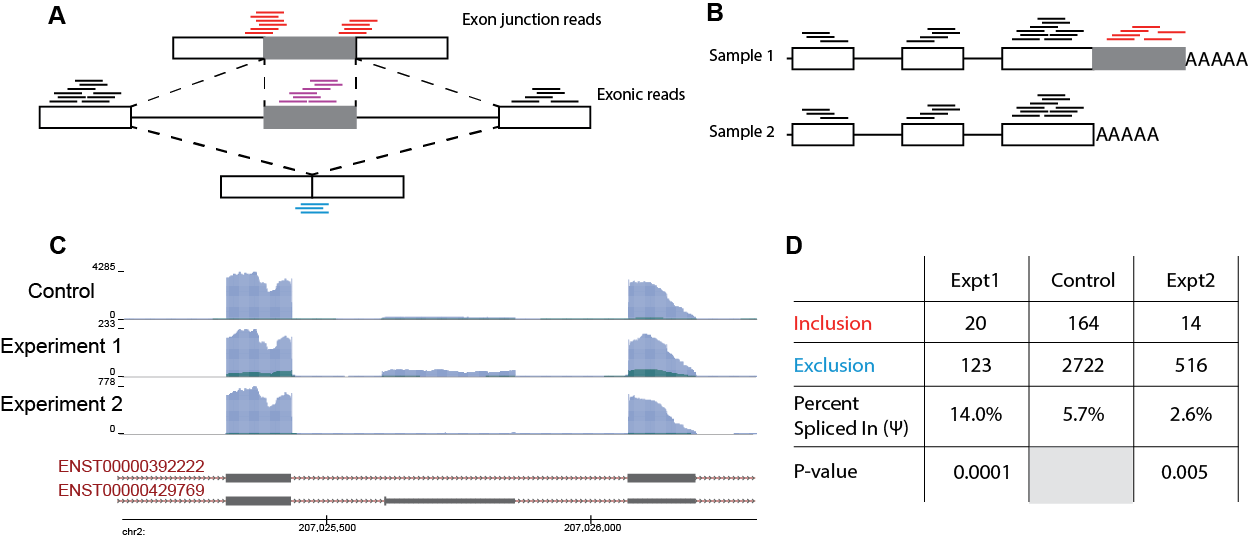 A
Exon junction reads
Exonic reads
B
Sample 1
AAAAA
Sample 2
AAAAA
C
4285
Control
0
233
Experiment 1
0
778
Experiment 2
0
ENST00000392222
ENST00000429769
chr2:
207,025,500
207,026,000
D
Expt1 Control Expt2
Inclusion 20 164 14
Exclusion 123 2722 516
Percent
Spliced In (Ψ) 14.0% 5.7% 2.6%
P-value 0.0001 0.005